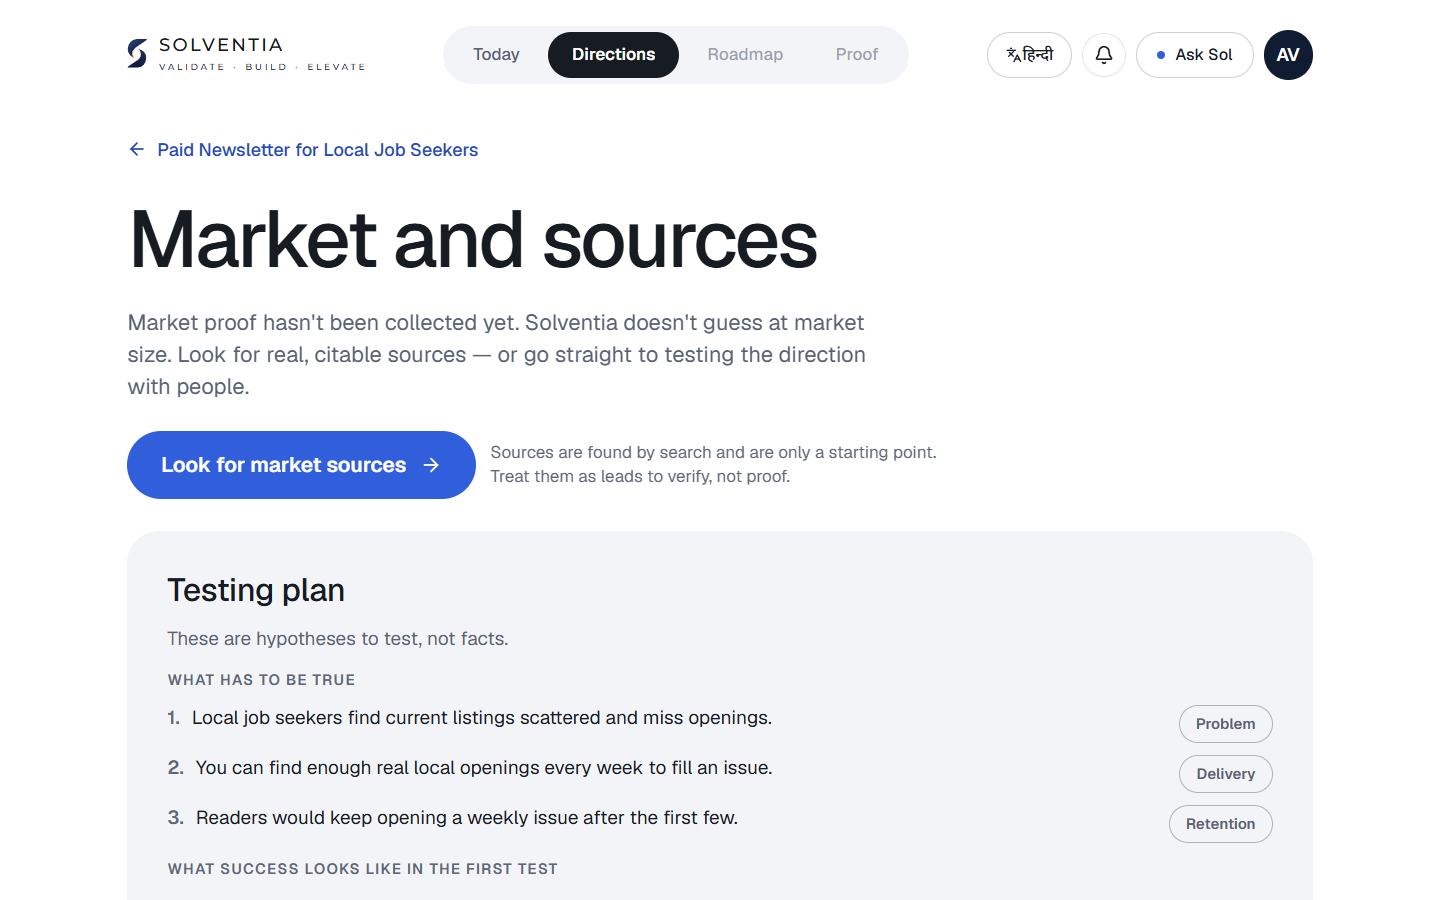 SOLVENTIA
VALIDATE · BUILD · ELEVATE
Today
Directions
Roadmap
Proof
हिन्दी
Ask Sol
AV
← Paid Newsletter for Local Job Seekers
Market and sources
Market proof hasn't been collected yet. Solventia doesn't guess at market
size. Look for real, citable sources — or go straight to testing the direction
with people.
Look for market sources →
Sources are found by search and are only a starting point.
Treat them as leads to verify, not proof.
Testing plan
These are hypotheses to test, not facts.
WHAT HAS TO BE TRUE
1. Local job seekers find current listings scattered and miss openings.
Problem
2. You can find enough real local openings every week to fill an issue.
Delivery
3. Readers would keep opening a weekly issue after the first few.
Retention
WHAT SUCCESS LOOKS LIKE IN THE FIRST TEST